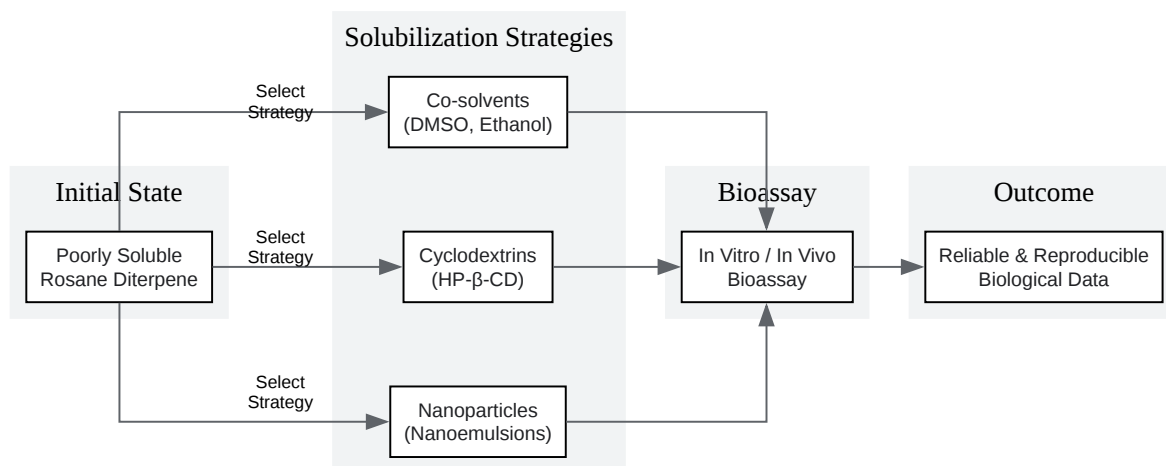 Solubilization Strategies
Select
Strategy
Co-solvents
(DMSO, Ethanol)
Initial State
Bioassay
Outcome
Poorly Soluble
Rosane Diterpene
Select
Strategy
Cyclodextrins
(HP-β-CD)
In Vitro / In Vivo
Bioassay
Reliable & Reproducible
Biological Data
Select
Strategy
Nanoparticles
(Nanoemulsions)